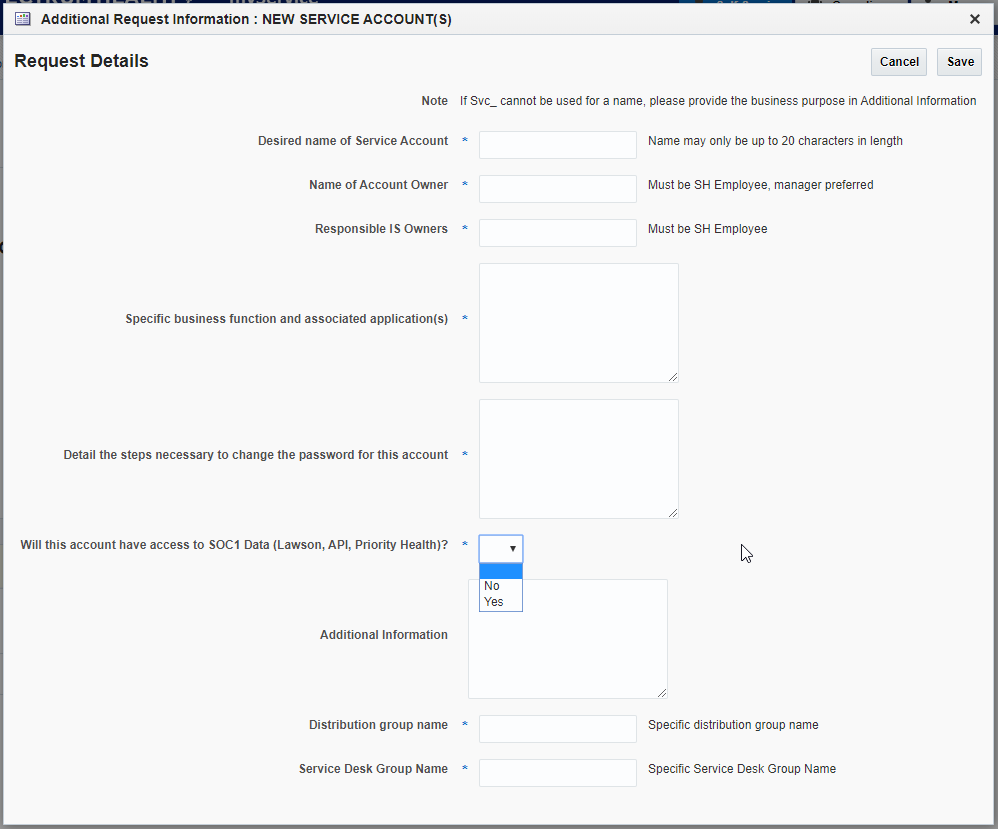 Additional Request Information : NEW SERVICE ACCOUNT(S)
Request Details
Cancel Save
Note If Svc_ cannot be used for a name, please provide the business purpose in Additional Information
Desired name of Service Account * Name may only be up to 20 characters in length
Name of Account Owner * Must be SH Employee, manager preferred
Responsible IS Owners * Must be SH Employee
Specific business function and associated application(s) *
Detail the steps necessary to change the password for this account *
Will this account have access to SOC1 Data (Lawson, API, Priority Health)? *
No
Yes
Additional Information
Distribution group name * Specific distribution group name
Service Desk Group Name * Specific Service Desk Group Name